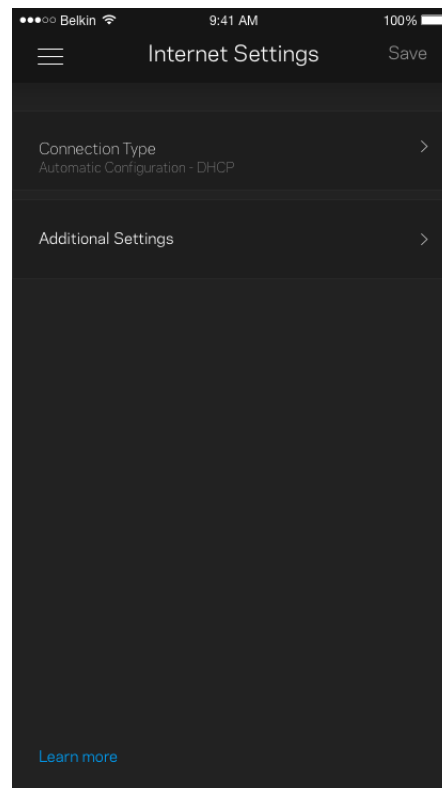 ●●●○○ Belkin 9:41 AM 100%
Internet Settings Save
Connection Type
Automatic Configuration - DHCP
Additional Settings
Learn more